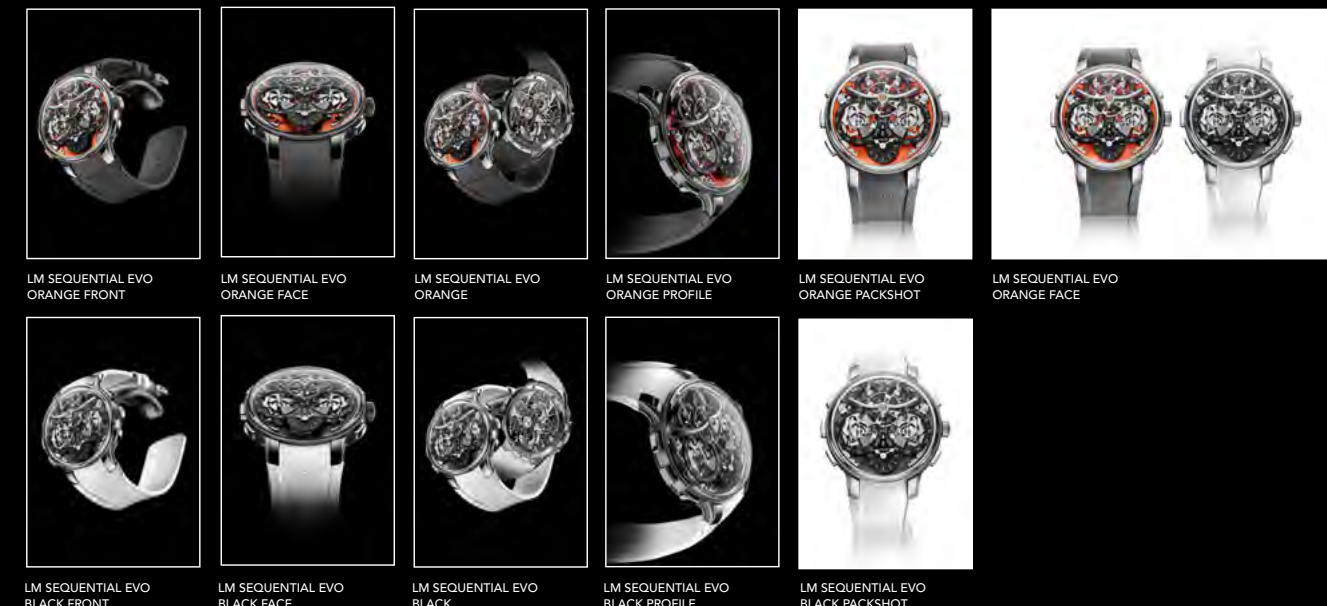 LM SEQUENTIAL EVO
ORANGE FRONT
LM SEQUENTIAL EVO
ORANGE FACE
LM SEQUENTIAL EVO
ORANGE
LM SEQUENTIAL EVO
ORANGE PROFILE
LM SEQUENTIAL EVO
ORANGE PACKSHOT
LM SEQUENTIAL EVO
ORANGE FACE
LM SEQUENTIAL EVO
BLACK FRONT
LM SEQUENTIAL EVO
BLACK FACE
LM SEQUENTIAL EVO
BLACK
LM SEQUENTIAL EVO
BLACK PROFILE
LM SEQUENTIAL EVO
BLACK PACKSHOT